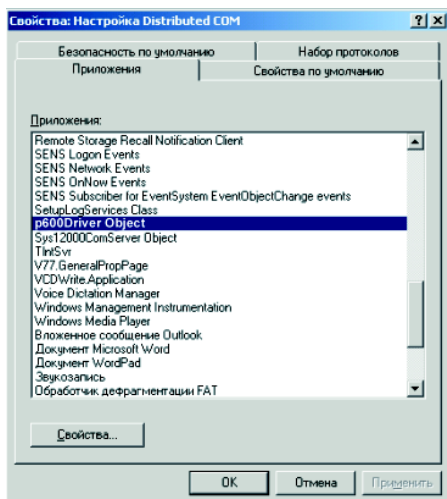 Свойства: Настройка Distributed COM
Безопасность по умолчанию
Набор протоколов
Приложения
Свойства по умолчанию
Приложения:
Remote Storage Recall Notification Client
SENS Logon Events
SENS Network Events
SENS OnNow Events
SENS Subscriber for EventSystem EventObjectChange events
SetupLogServices Class
p600Driver Object
Sys12000ComServer Object
TlntSvr
V77.GeneralPropPage
VCDWrite.Application
Voice Dictation Manager
Windows Management Instrumentation
Windows Media Player
Вложенное сообщение Outlook
Документ Microsoft Word
Документ WordPad
Звукозапись
Обработчик дефрагментации FAT
Свойства...
OK
Отмена
Применить